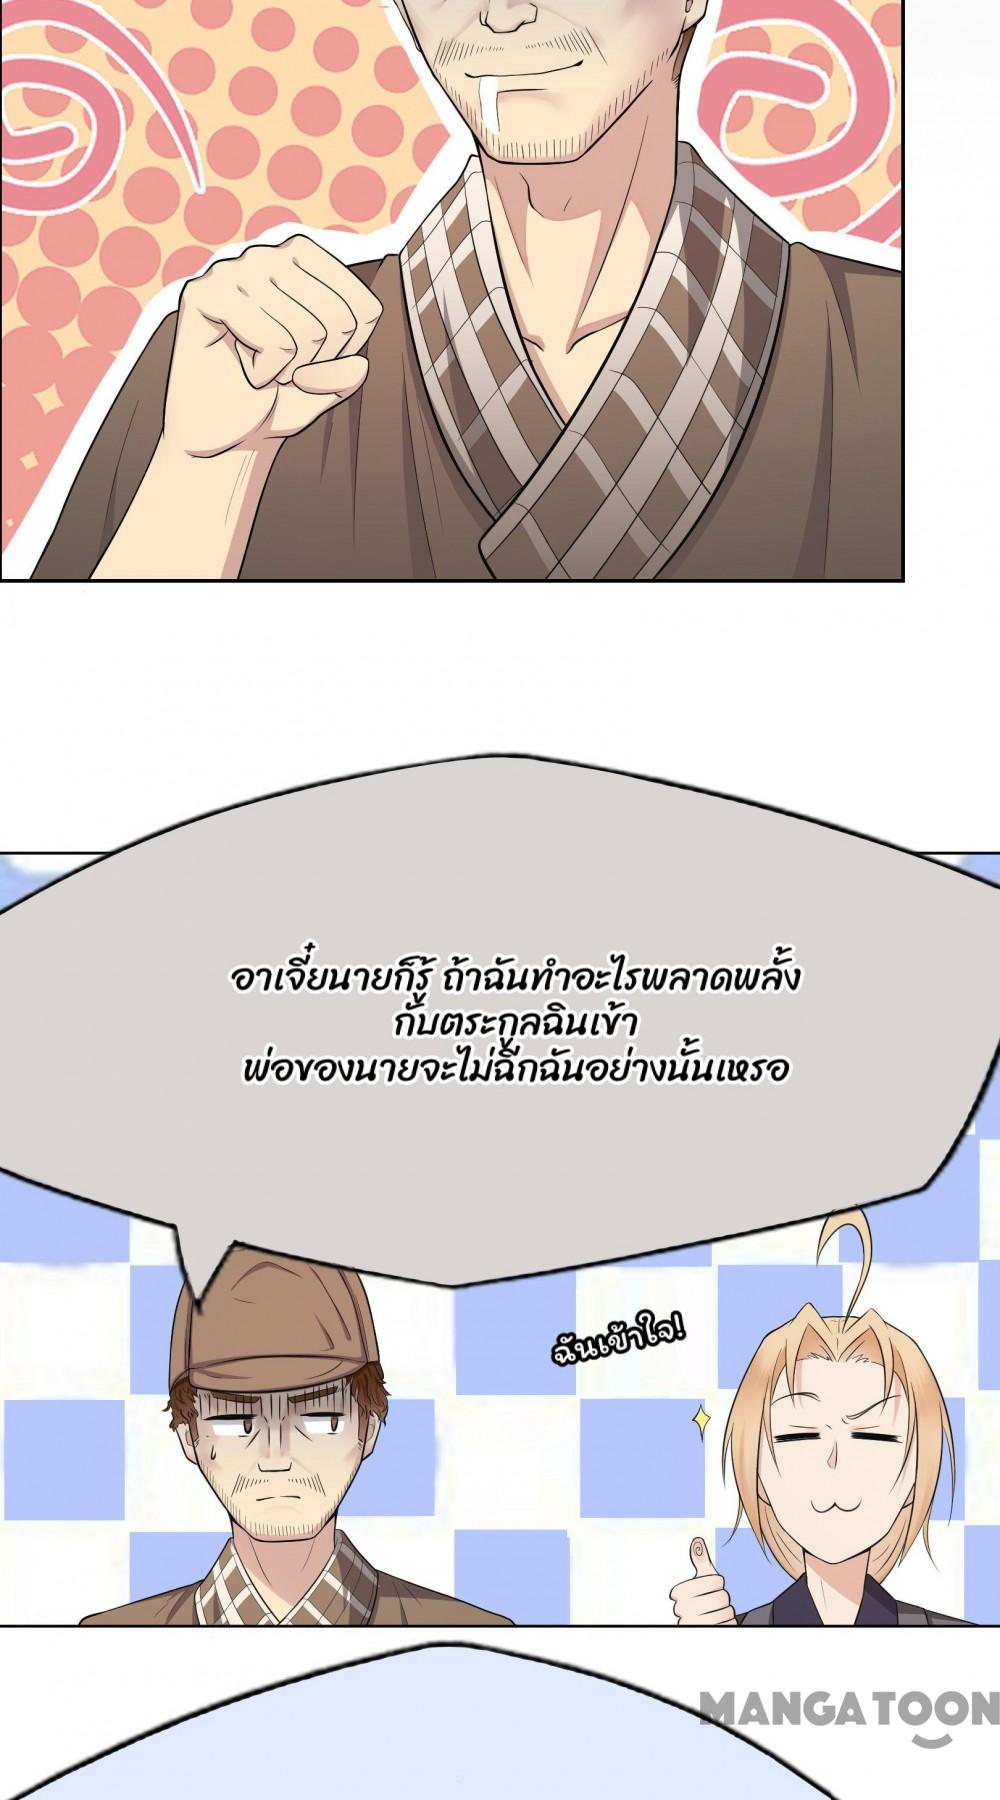 อาเจี๋ยนายก็รู้ ถ้าฉันทำอะไรพลาดพลั้ง
กับตระกูลฉินเข้า
พ่อของนายจะไม่ฉีกฉันอย่างนั้นเหรอ
ฉันเข้าใจ!
MANGATOON